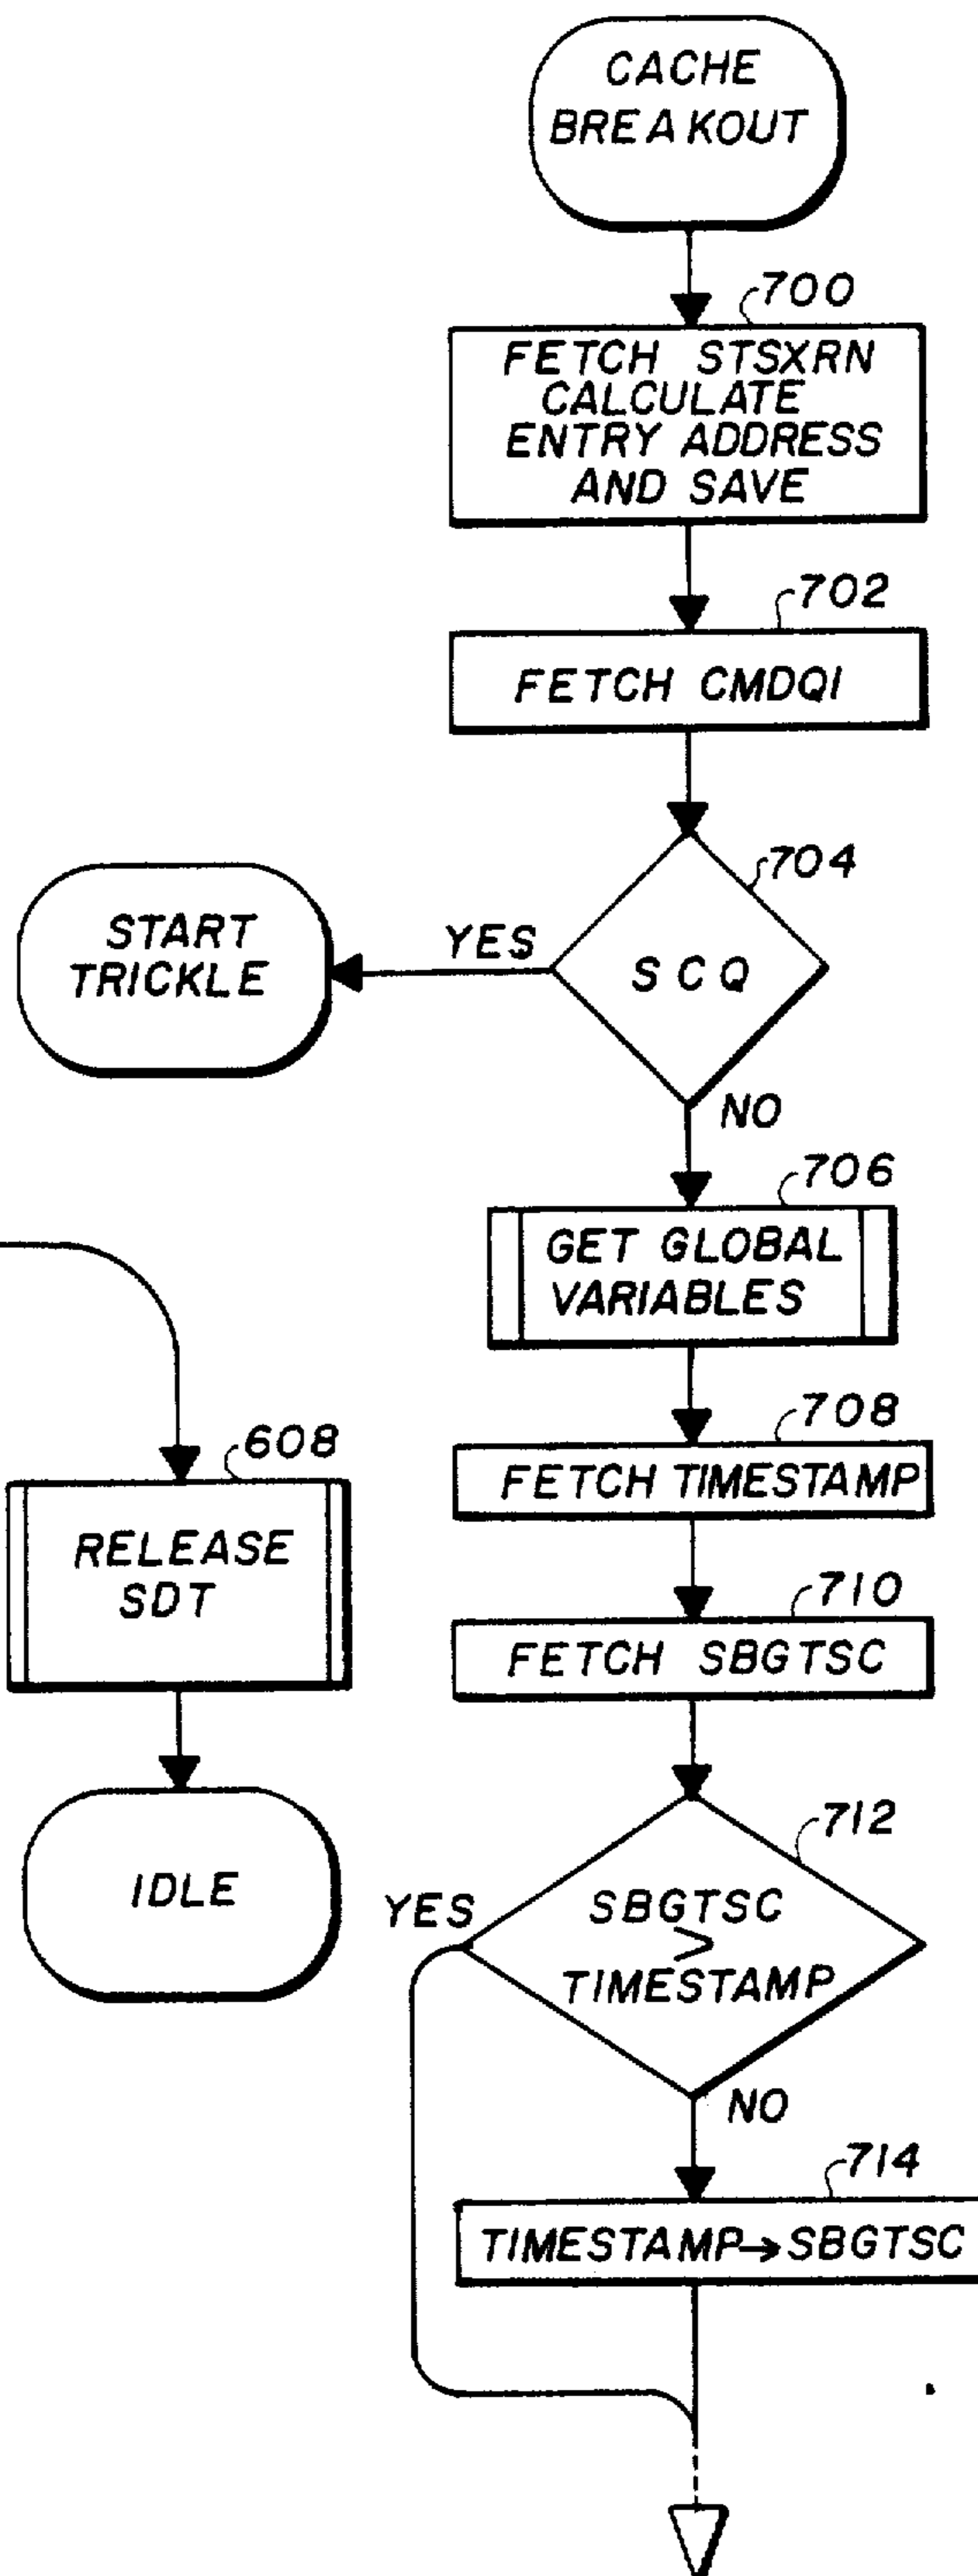 CACHE
BREAKOUT
700
FETCH STSXRN
CALCULATE
ENTRY ADDRESS
AND SAVE
702
FETCH CMDQI
704
SCQ
YES
START
TRICKLE
NO
706
GET GLOBAL
VARIABLES
708
FETCH TIMESTAMP
710
FETCH SBGTSC
712
SBGTSC
>
TIMESTAMP
YES
NO
714
TIMESTAMP→SBGTSC
608
RELEASE
SDT
IDLE